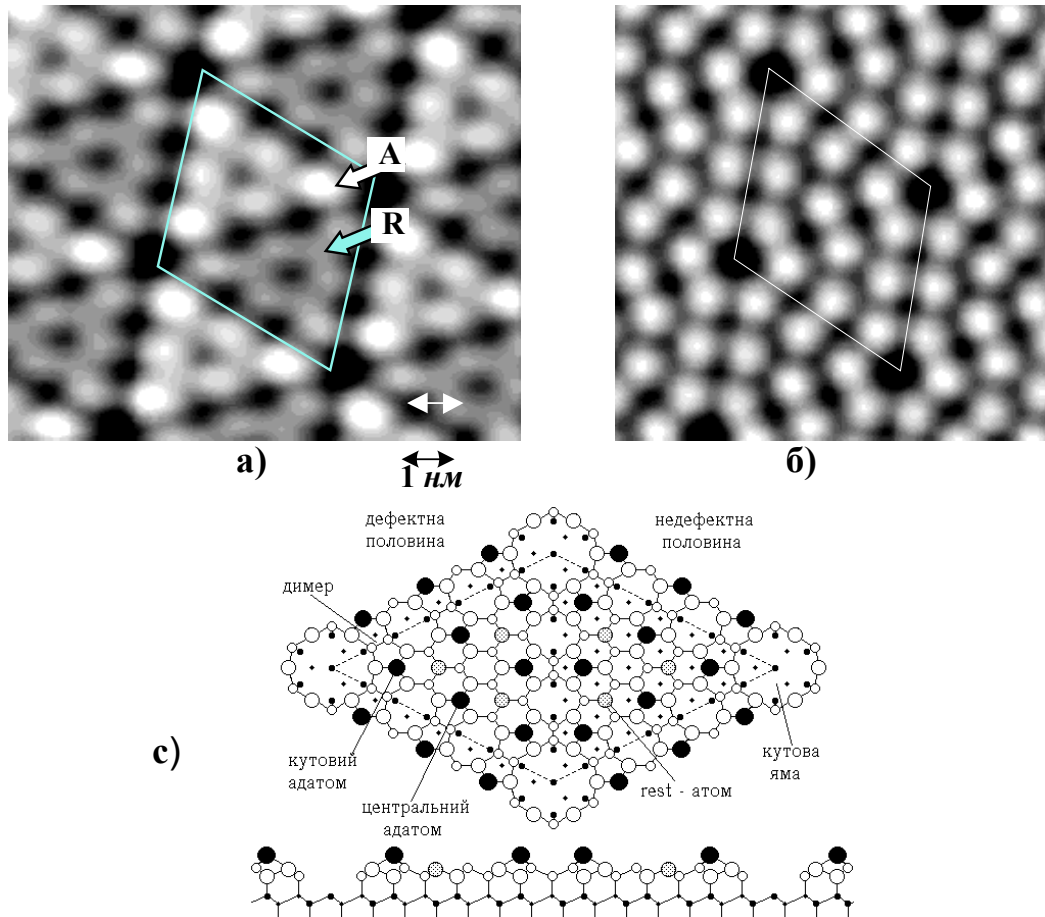 A
R
а)
1 нм
б)
дефектна
половина
недефектна
половина
димер
с)
кутовий
адатом
центральний
адатом
rest - атом
кутова
яма